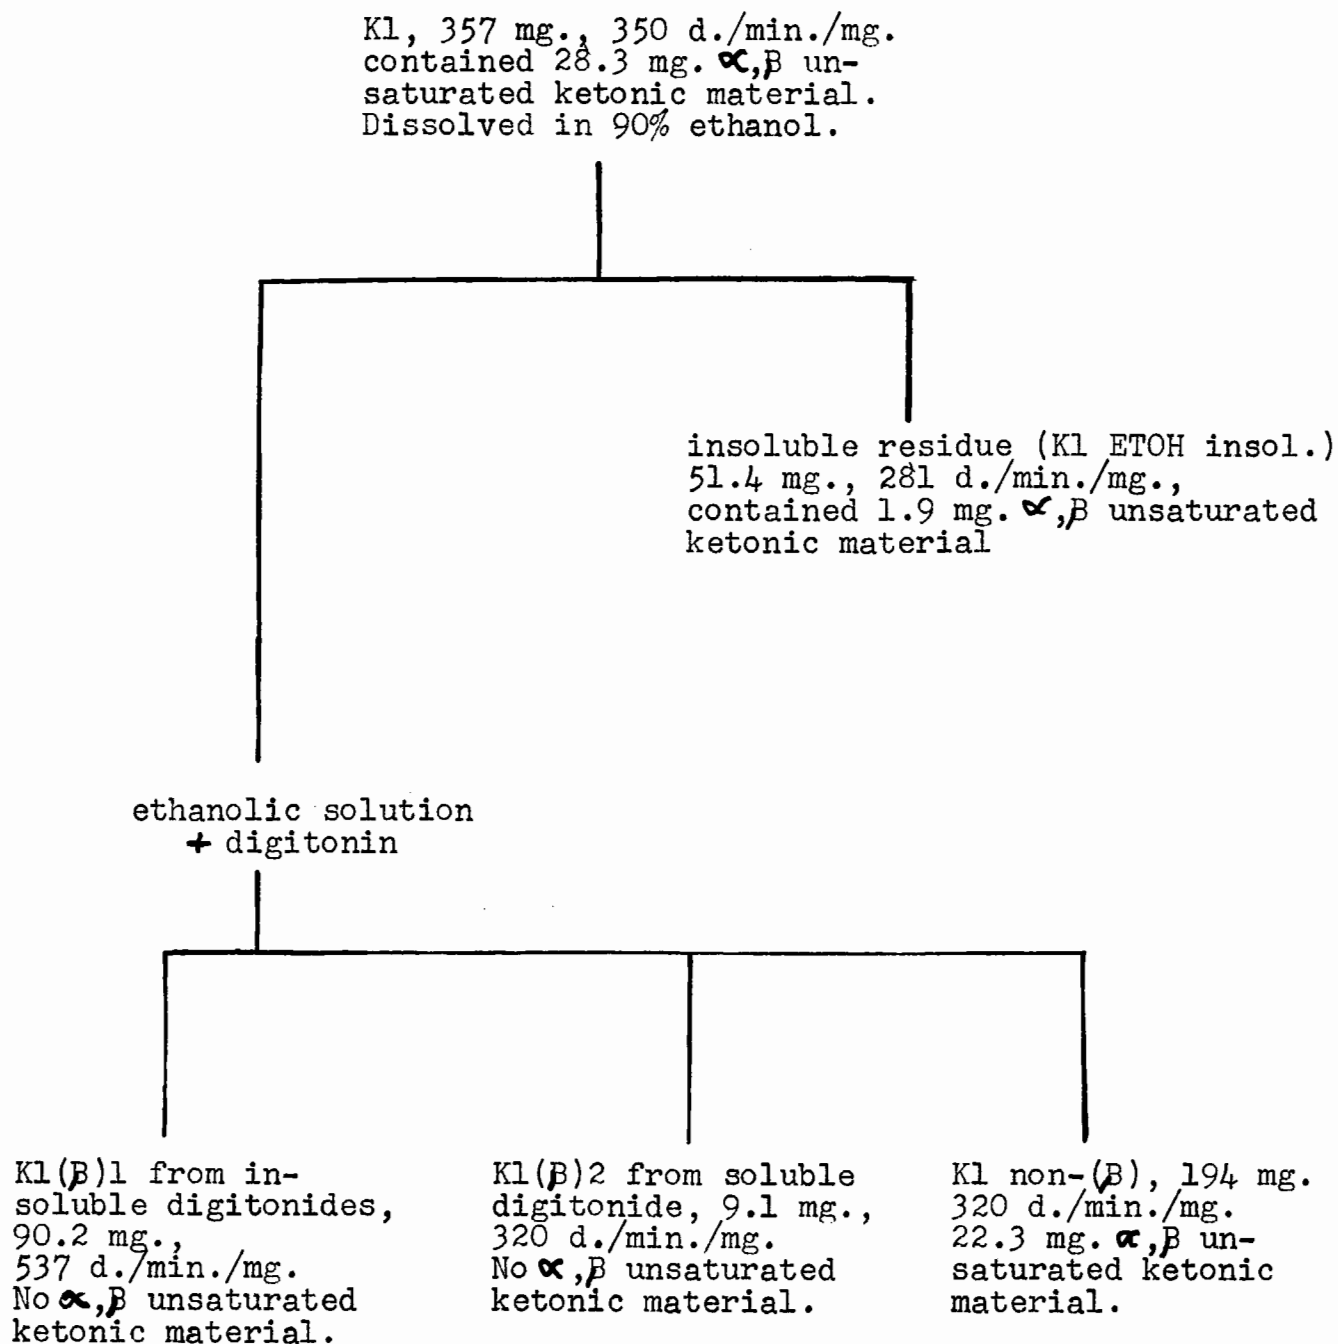 Kl, 357 mg., 350 d./min./mg.
contained 28.3 mg. ∝,β un-
saturated ketonic material.
Dissolved in 90% ethanol.
insoluble residue (Kl ETOH insol.)
51.4 mg., 281 d./min./mg.,
contained 1.9 mg. ∝,β unsaturated
ketonic material
ethanolic solution
+ digitonin
Kl(β)1 from in-
soluble digitonides,
90.2 mg.,
537 d./min./mg.
No ∝,β unsaturated
ketonic material.
Kl(β)2 from soluble
digitonide, 9.1 mg.,
320 d./min./mg.
No ∝,β unsaturated
ketonic material.
Kl non-(β), 194 mg.
320 d./min./mg.
22.3 mg. ∝,β un-
saturated ketonic
material.